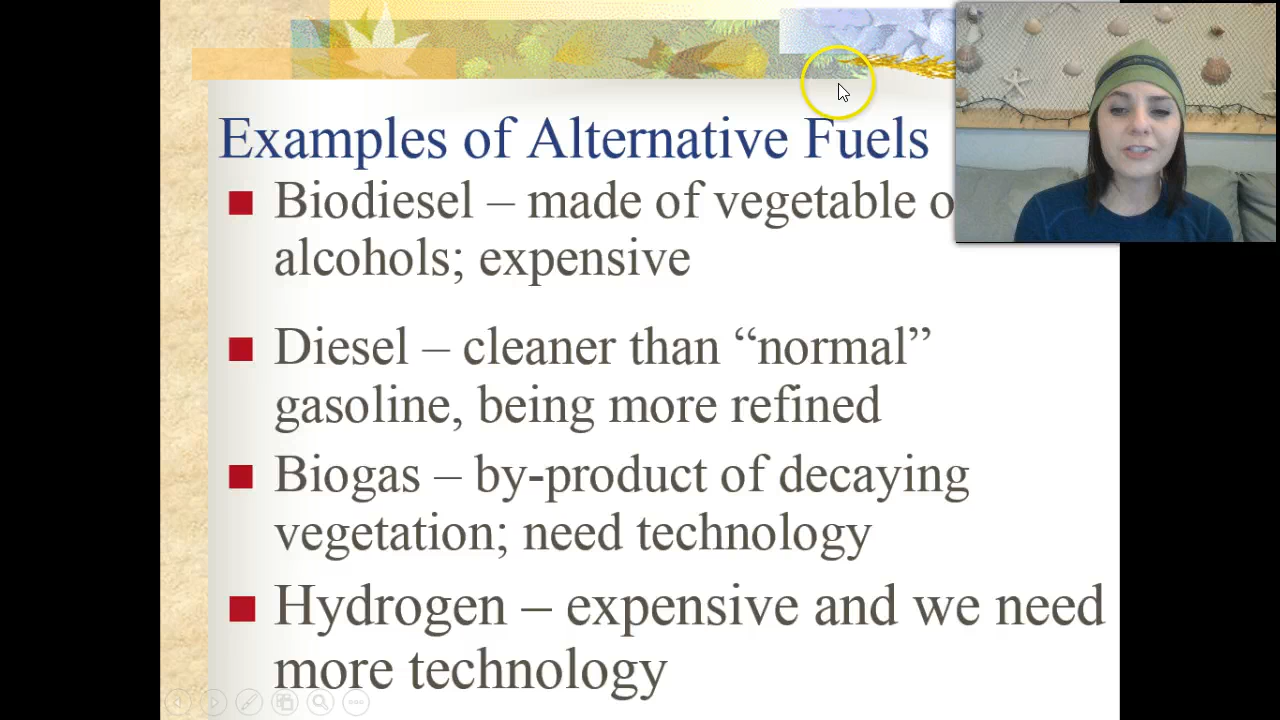 Examples of Alternative Fuels
Biodiesel – made of vegetable
alcohols; expensive
Diesel – cleaner than “normal”
gasoline, being more refined
Biogas – by-product of decaying
vegetation; need technology
Hydrogen – expensive and we need
more technology